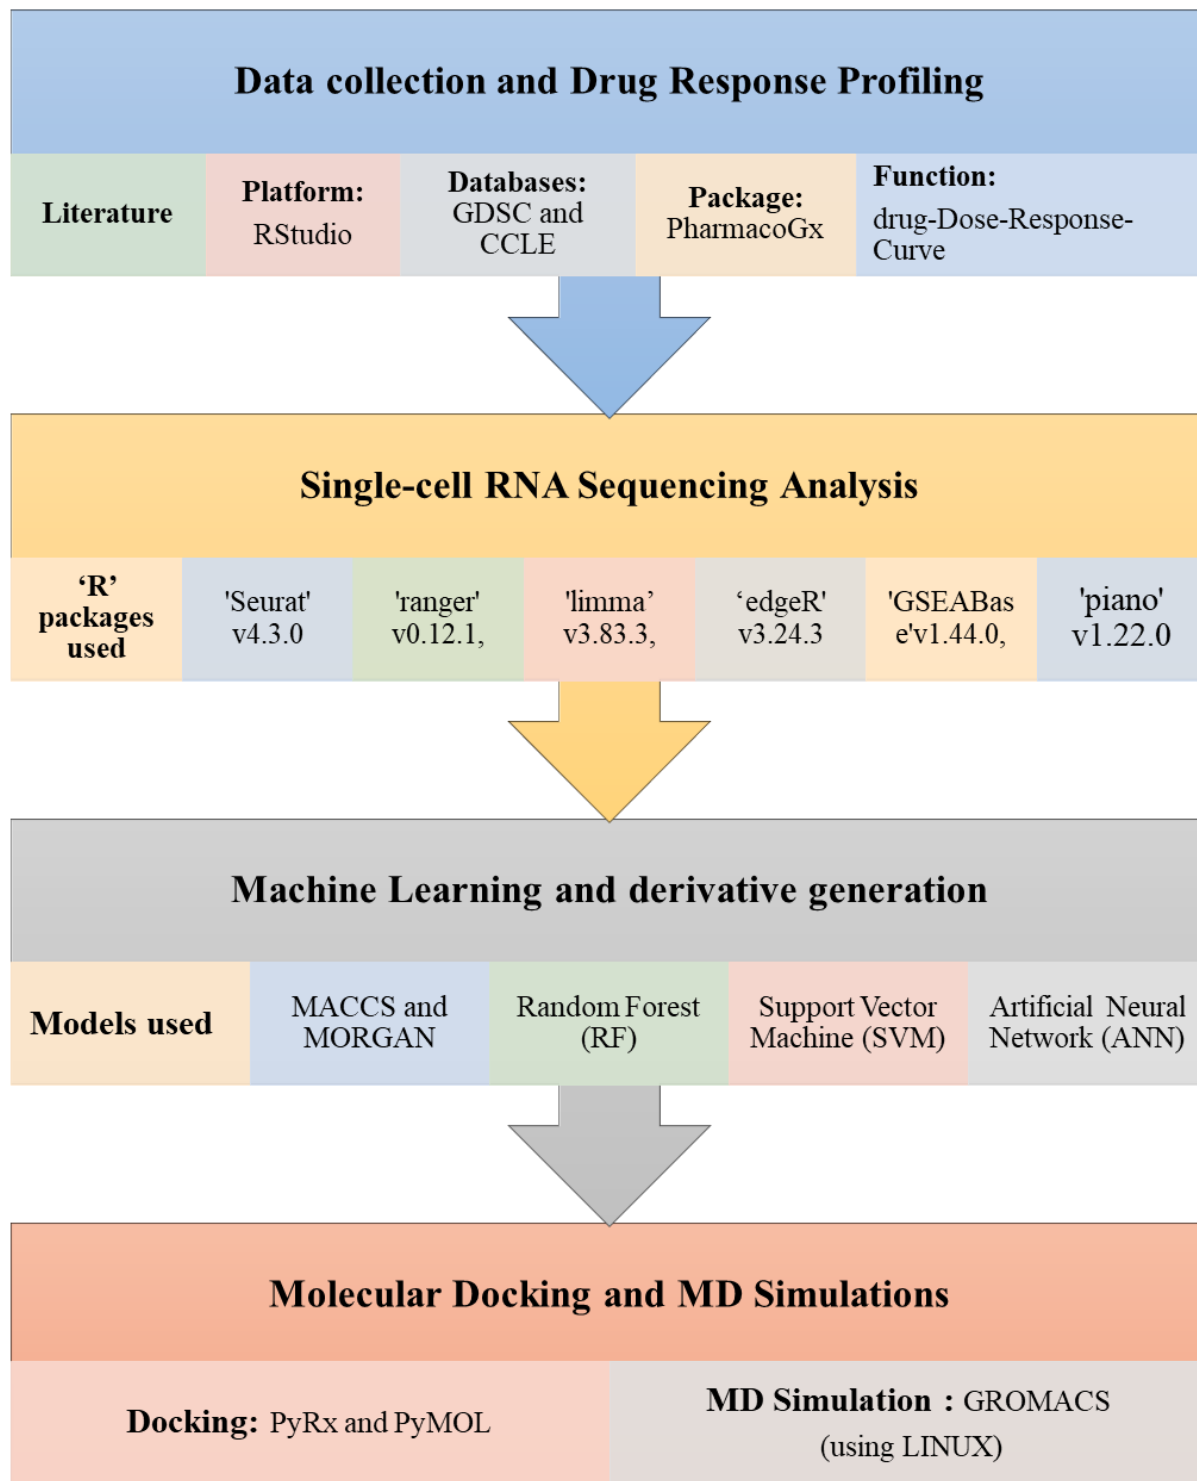 Data collection and Drug Response Profiling
Literature
Platform:
RStudio
Databases:
GDSC and
CCLE
Package:
PharmacoGx
Function:
drug-Dose-Response-
Curve
Single-cell RNA Sequencing Analysis
‘R’
packages
used
'Seurat'
v4.3.0
'ranger'
v0.12.1,
'limma’
v3.83.3,
‘edgeR'
v3.24.3
'GSEABas
e'v1.44.0,
'piano'
v1.22.0
Machine Learning and derivative generation
Models used
MACCS and
MORGAN
Random Forest
(RF)
Support Vector
Machine (SVM)
Artificial Neural
Network (ANN)
Molecular Docking and MD Simulations
Docking: PyRx and PyMOL
MD Simulation : GROMACS
(using LINUX)